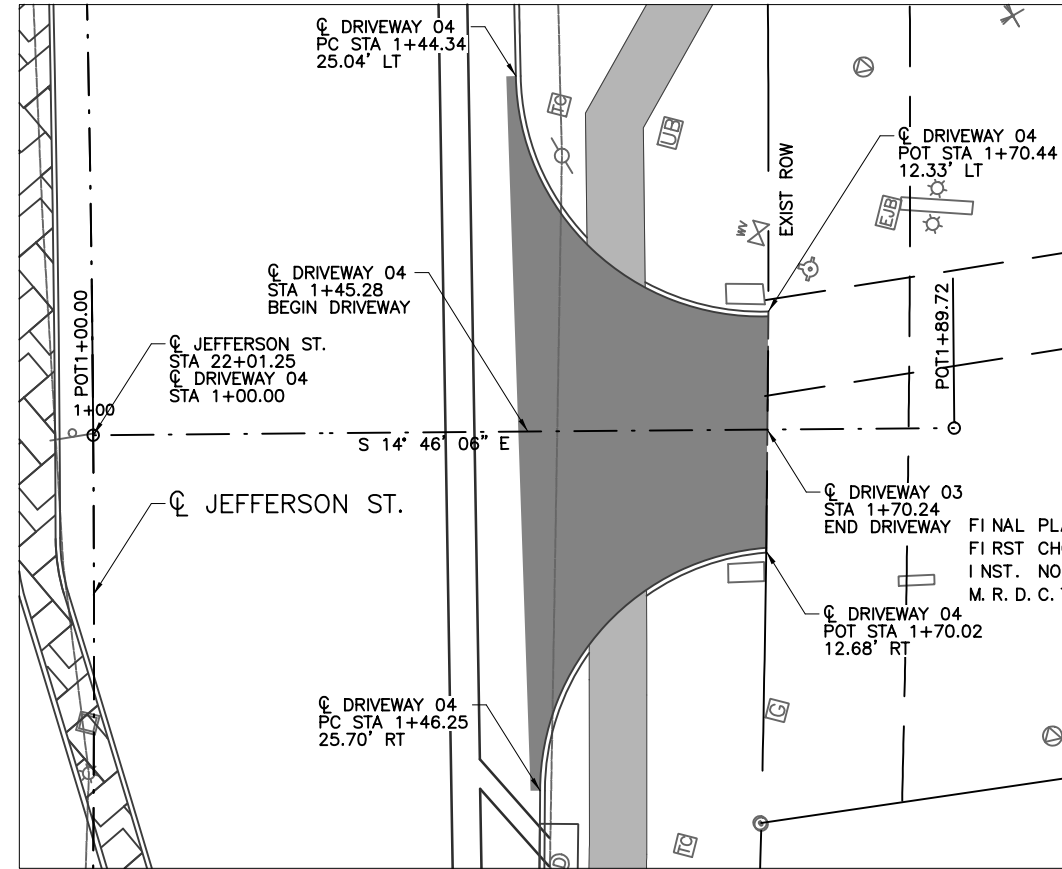 ℄ DRIVEWAY 04
PC STA 1+44.34
25.04' LT
TC
UB
℄ DRIVEWAY 04
POT STA 1+70.44
12.33' LT
EXIST ROW
EJB
WV
℄ DRIVEWAY 04
STA 1+45.28
BEGIN DRIVEWAY
POT1+00.00
POT1+89.72
℄ JEFFERSON ST.
STA 22+01.25
℄ DRIVEWAY 04
STA 1+00.00
1+00
S 14° 46' 06" E
℄ JEFFERSON ST.
℄ DRIVEWAY 03
STA 1+70.24
END DRIVEWAY
FINAL PLA
FIRST CH
INST. NO
M.R.D.C.T
℄ DRIVEWAY 04
POT STA 1+70.02
12.68' RT
℄ DRIVEWAY 04
PC STA 1+46.25
25.70' RT
G
TC
D